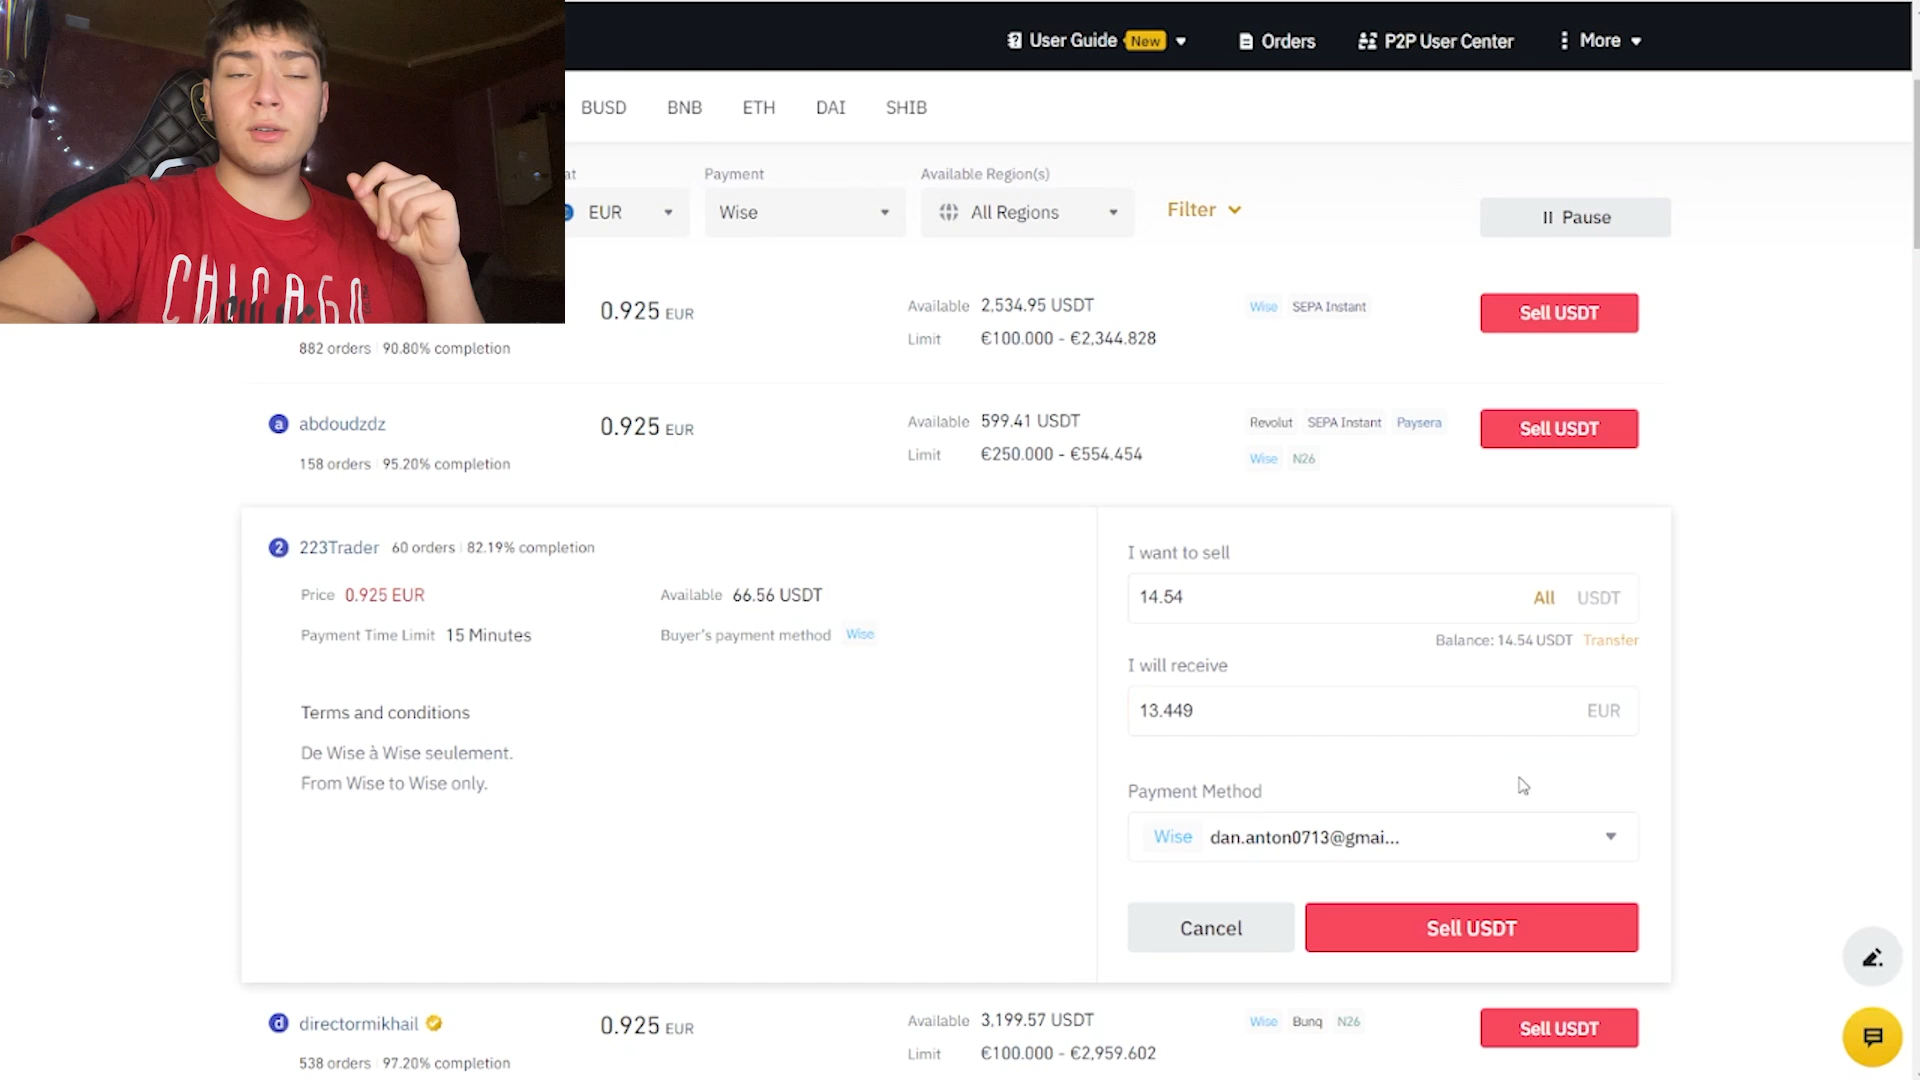 User Guide New
Orders
P2P User Center
More
BUSD
BNB
ETH
DAI
SHIB
at
Payment
Available Region(s)
EUR
Wise
All Regions
Filter
Pause
CHICAGO
0.925 EUR
Available 2,534.95 USDT
Wise SEPA Instant
Sell USDT
Limit €100.000 - €2,344.828
882 orders 90.80% completion
a abdoudzdz
0.925 EUR
Available 599.41 USDT
Revolut SEPA Instant Paysera
Sell USDT
Limit €250.000 - €554.454
Wise N26
158 orders 95.20% completion
2 223Trader 60 orders 82.19% completion
Price 0.925 EUR
Available 66.56 USDT
Payment Time Limit 15 Minutes
Buyer's payment method Wise
Terms and conditions
De Wise à Wise seulement.
From Wise to Wise only.
I want to sell
14.54 All USDT
Balance: 14.54 USDT Transfer
I will receive
13.449 EUR
Payment Method
Wise dan.anton0713@gmai...
Cancel
Sell USDT
d directormikhail
0.925 EUR
Available 3,199.57 USDT
Wise Bunq N26
Sell USDT
Limit €100.000 - €2,959.602
538 orders 97.20% completion